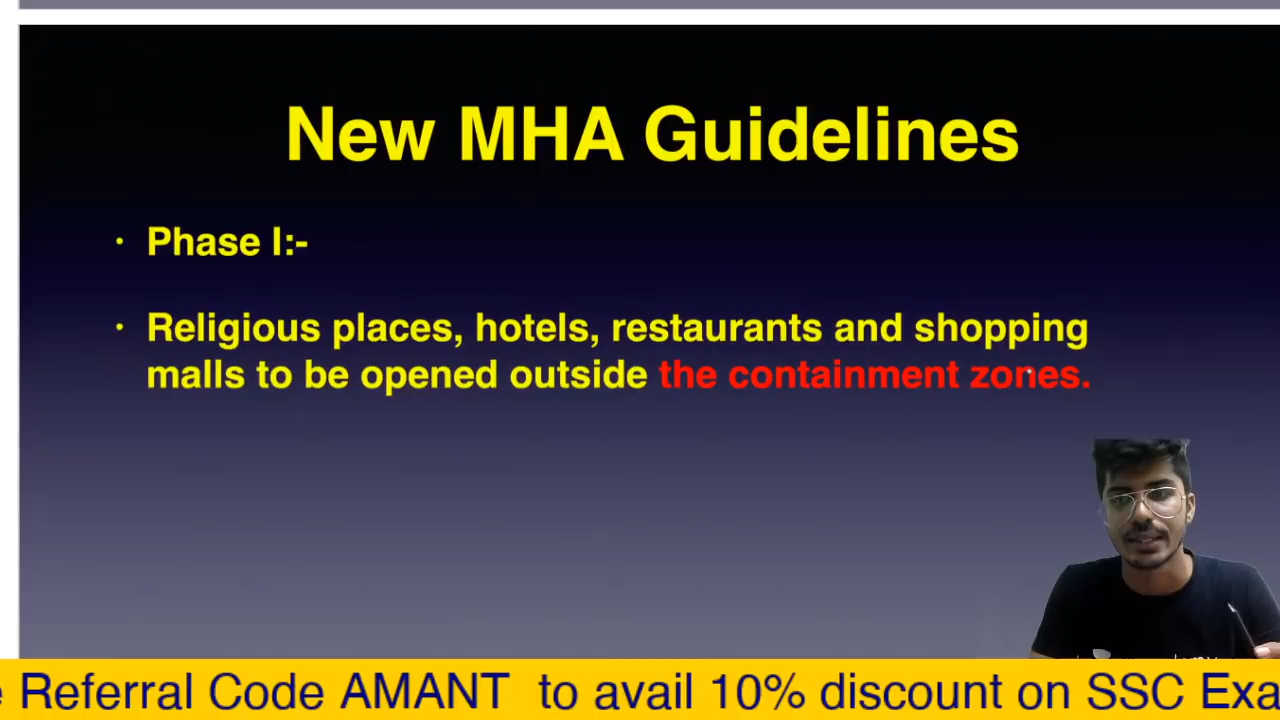 New MHA Guidelines
· Phase I:-
· Religious places, hotels, restaurants and shopping
malls to be opened outside the containment zones.
Referral Code AMANT to avail 10% discount on SSC Exa